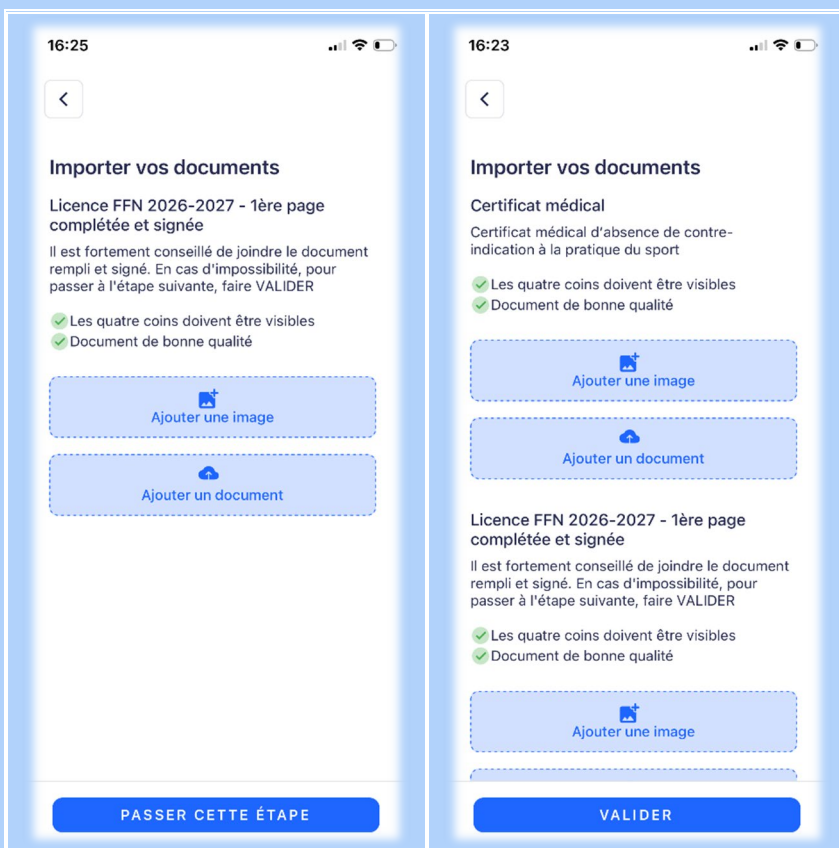 16:25
Importer vos documents
Licence FFN 2026-2027 - 1ère page
complétée et signée
Il est fortement conseillé de joindre le document
rempli et signé. En cas d'impossibilité, pour
passer à l'étape suivante, faire VALIDER
Les quatre coins doivent être visibles
Document de bonne qualité
Ajouter une image
Ajouter un document
PASSER CETTE ÉTAPE
16:23
Importer vos documents
Certificat médical
Certificat médical d'absence de contre-
indication à la pratique du sport
Les quatre coins doivent être visibles
Document de bonne qualité
Ajouter une image
Ajouter un document
Licence FFN 2026-2027 - 1ère page
complétée et signée
Il est fortement conseillé de joindre le document
rempli et signé. En cas d'impossibilité, pour
passer à l'étape suivante, faire VALIDER
Les quatre coins doivent être visibles
Document de bonne qualité
Ajouter une image
VALIDER